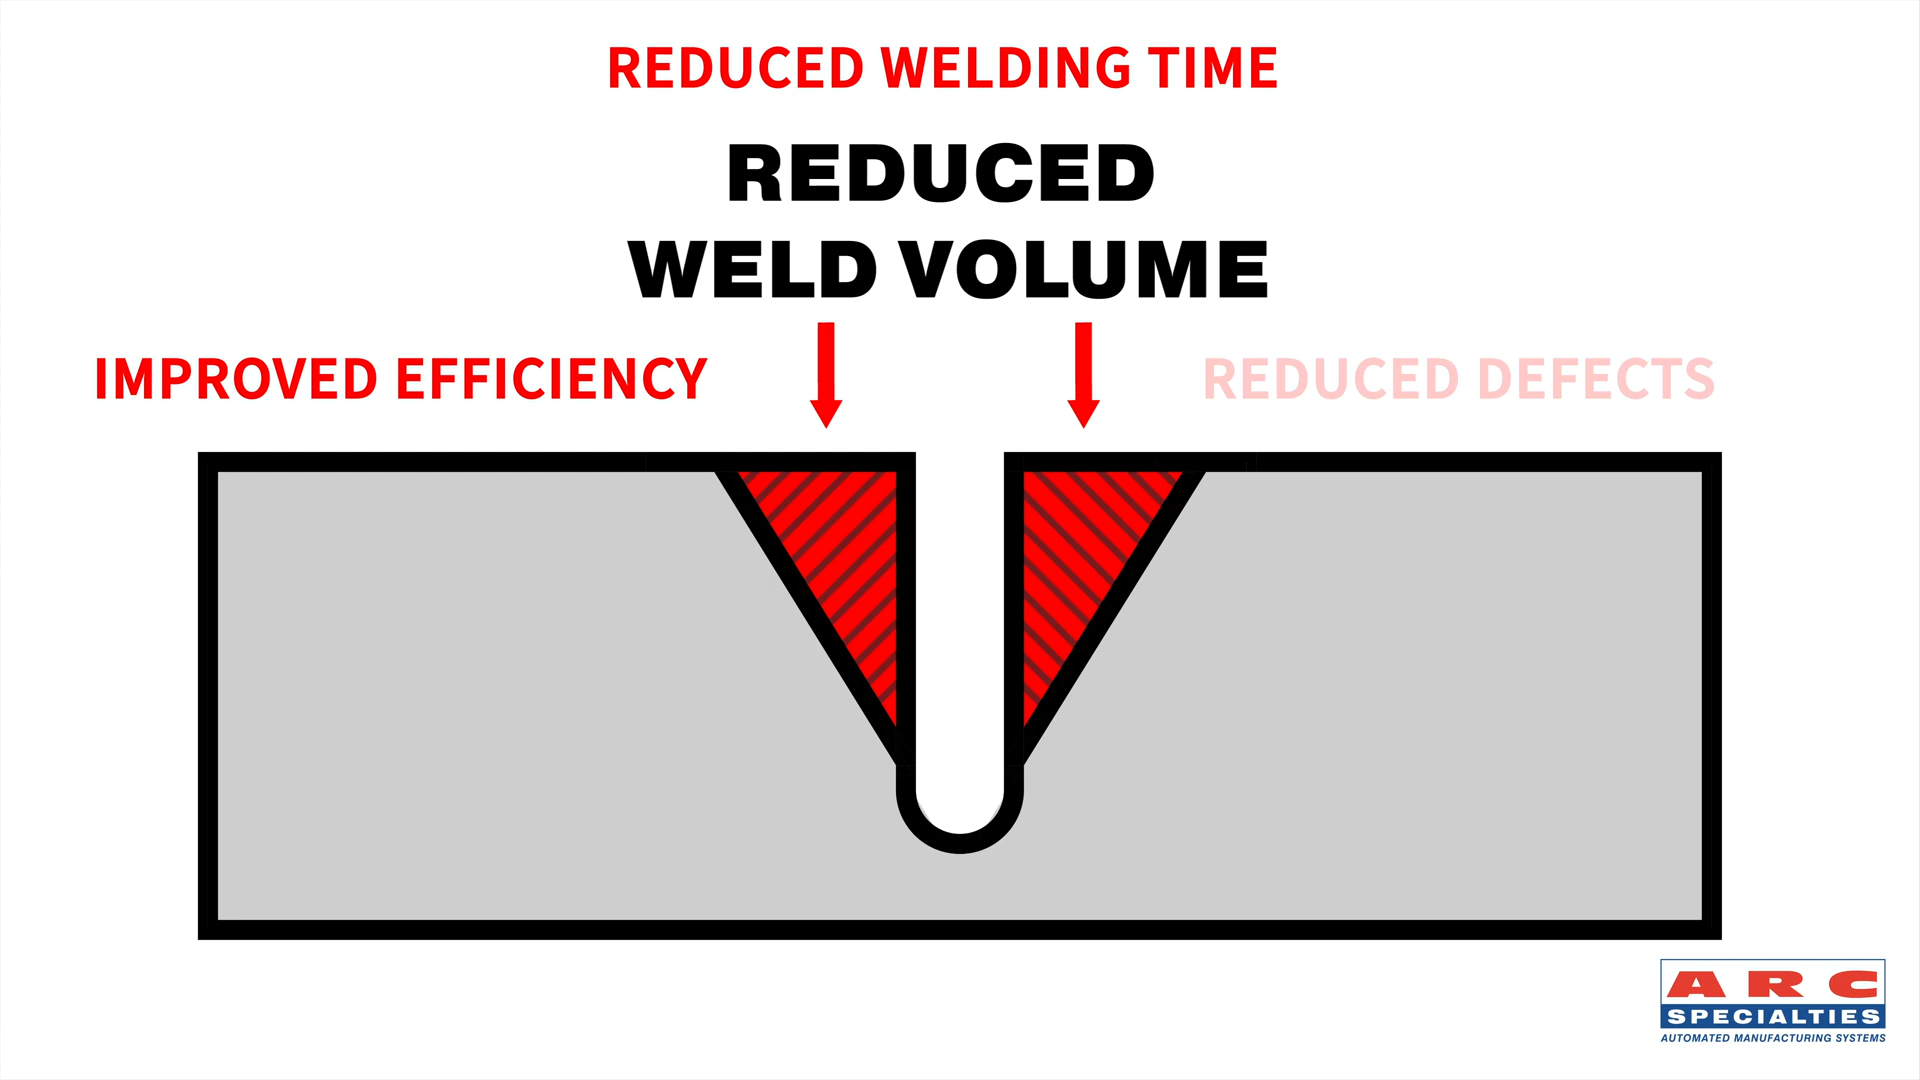 REDUCED WELDING TIME
REDUCED
WELD VOLUME
IMPROVED EFFICIENCY
REDUCED DEFECTS
ARC
SPECIALTIES
AUTOMATED MANUFACTURING SYSTEMS